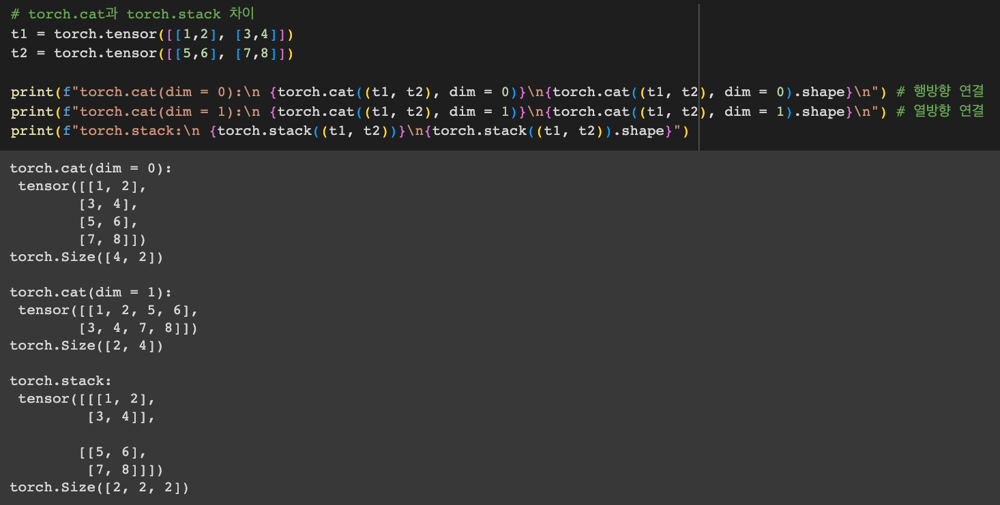 # torch.cat과 torch.stack 차이
t1 = torch.tensor([[1,2], [3,4]])
t2 = torch.tensor([[5,6], [7,8]])
print(f"torch.cat(dim = 0):\n {torch.cat((t1, t2), dim = 0)}\n{torch.cat((t1, t2), dim = 0).shape}\n") # 행방향 연결
print(f"torch.cat(dim = 1):\n {torch.cat((t1, t2), dim = 1)}\n{torch.cat((t1, t2), dim = 1).shape}\n") # 열방향 연결
print(f"torch.stack:\n {torch.stack((t1, t2))}\n{torch.stack((t1, t2)).shape}")
torch.cat(dim = 0):
 tensor([[1, 2],
        [3, 4],
        [5, 6],
        [7, 8]])
torch.Size([4, 2])
torch.cat(dim = 1):
 tensor([[1, 2, 5, 6],
        [3, 4, 7, 8]])
torch.Size([2, 4])
torch.stack:
 tensor([[[1, 2],
         [3, 4]],
        [[5, 6],
         [7, 8]]])
torch.Size([2, 2, 2])